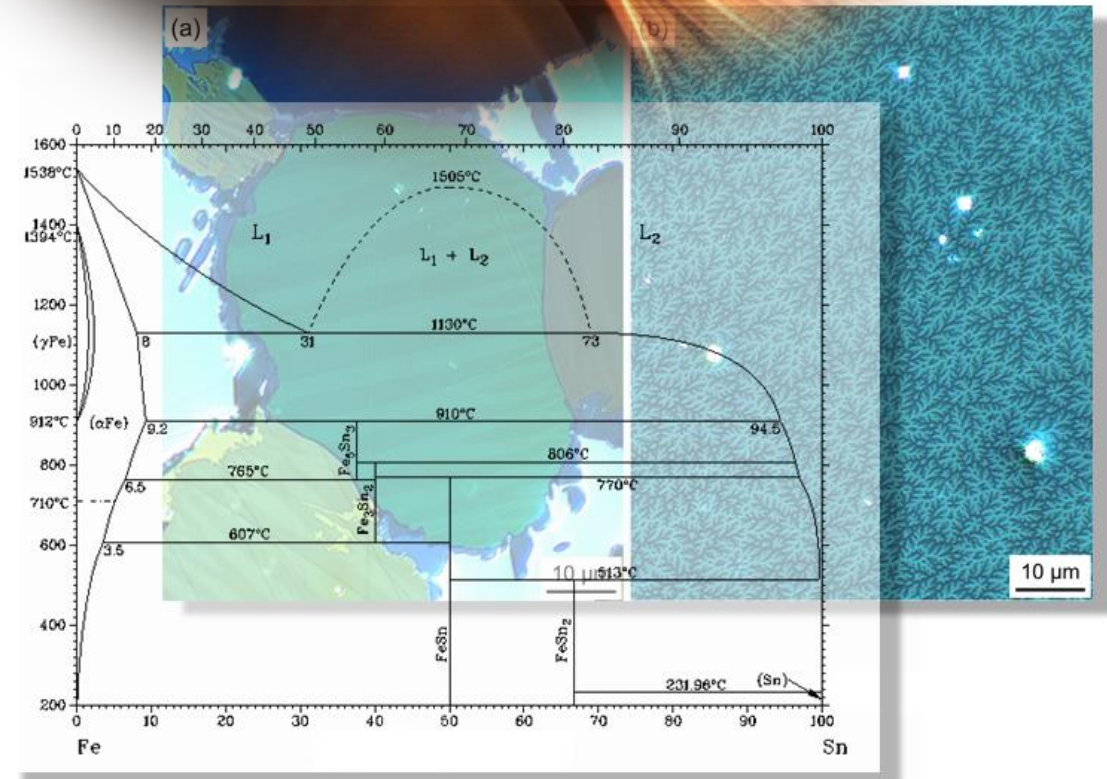 (a)
(b)
0 10 20 30 40 50 60 70 80 90 100
1600
1538°C
1505°C
1400
1394°C
L₁
L₂
L₁ + L₂
1200
1130°C
(γFe)
8
31
73
1000
912°C
910°C
(αFe)
9.2
94.5
Fe₅Sn₃
806°C
800
765°C
770°C
6.5
Fe₃Sn₂
710°C
607°C
600
3.5
10 µm
513°C
10 µm
400
FeSn
FeSn₂
231.96°C
(Sn)
200
0 10 20 30 40 50 60 70 80 90 100
Fe
Sn